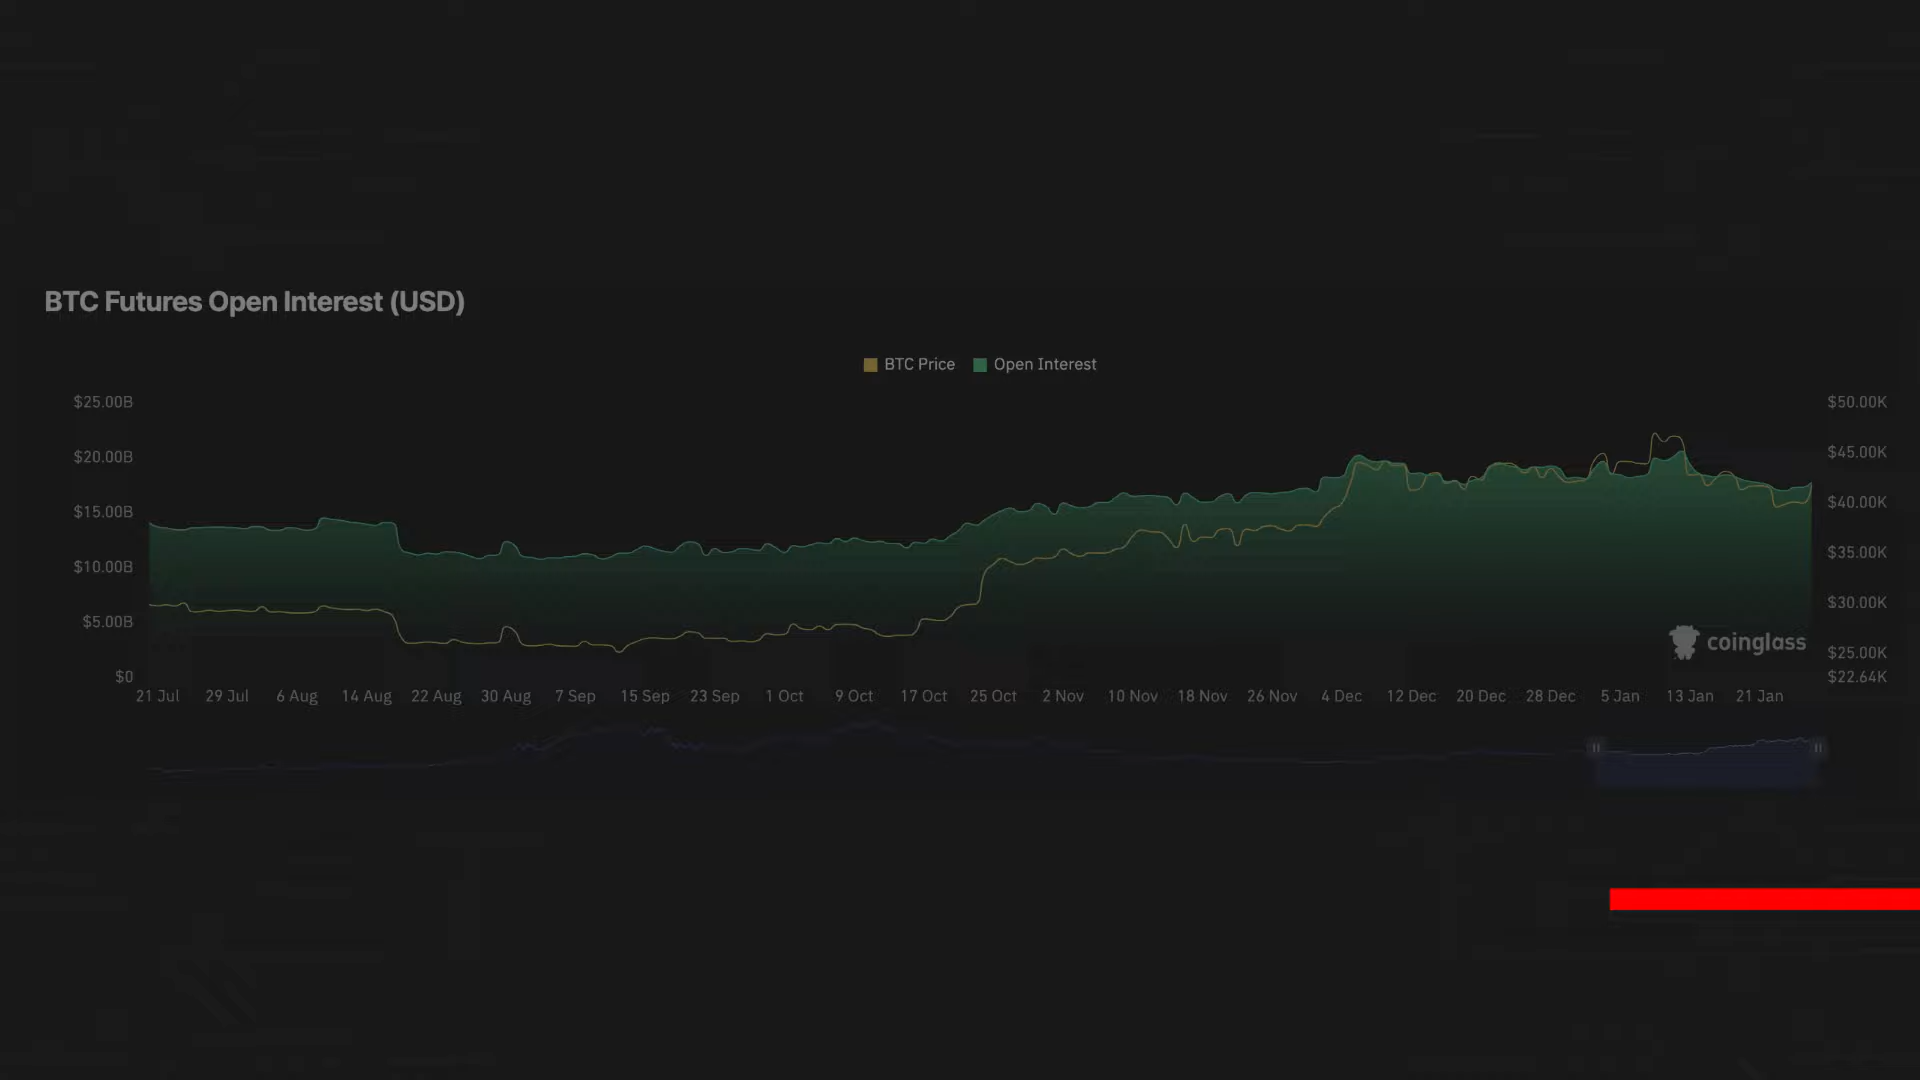 BTC Futures Open Interest (USD)
BTC Price Open Interest
$25.00B
$20.00B
$15.00B
$10.00B
$5.00B
$0
$50.00K
$45.00K
$40.00K
$35.00K
$30.00K
$25.00K
$22.64K
coinglass
21 Jul 29 Jul 6 Aug 14 Aug 22 Aug 30 Aug 7 Sep 15 Sep 23 Sep 1 Oct 9 Oct 17 Oct 25 Oct 2 Nov 10 Nov 18 Nov 26 Nov 4 Dec 12 Dec 20 Dec 28 Dec 5 Jan 13 Jan 21 Jan